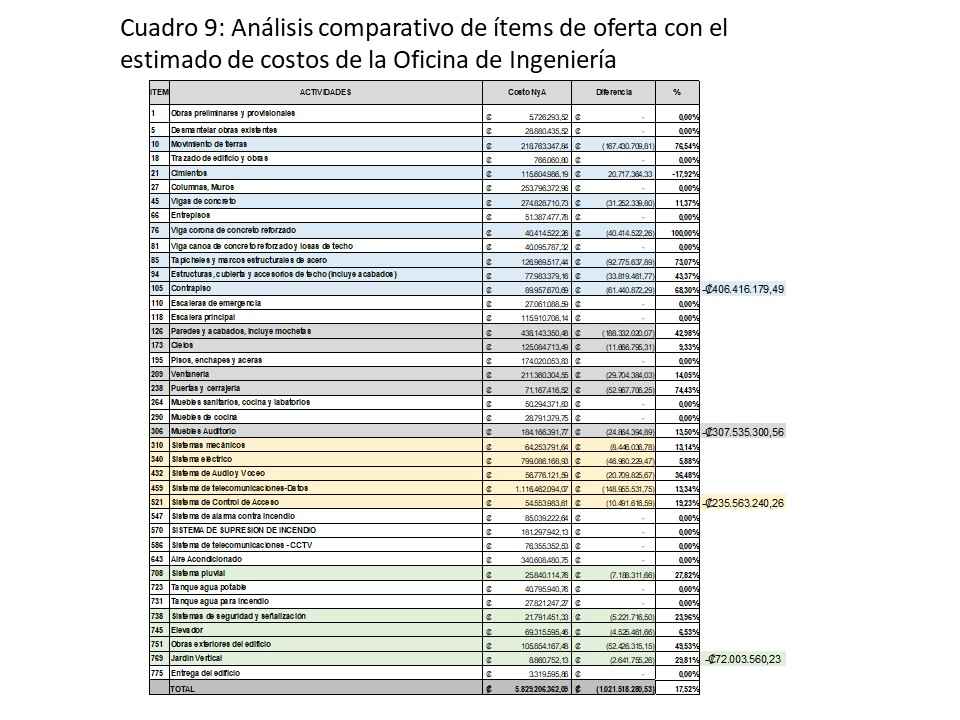 Cuadro 9: Análisis comparativo de ítems de oferta con el
estimado de costos de la Oficina de Ingeniería
ITEM ACTIVIDADES Costo NyA Diferencia %
1 Obras preliminares y provisionales ₡ 5.726.293,52 ₡ - 0,00%
5 Desmantelar obras existentes ₡ 28.880.435,52 ₡ - 0,00%
10 Movimiento de tierras ₡ 218.763.347,84 ₡ (167.430.709,81) 76,54%
18 Trazado de edificio y obras ₡ 766.060,80 ₡ - 0,00%
21 Cimientos ₡ 115.604.986,19 ₡ 20.717.364,33 -17,92%
27 Columnas, Muros ₡ 253.796.372,96 ₡ - 0,00%
45 Vigas de concreto ₡ 274.828.710,73 ₡ (31.252.339,80) 11,37%
66 Entrepisos ₡ 51.387.477,78 ₡ - 0,00%
76 Viga corona de concreto reforzado ₡ 40.414.522,26 ₡ (40.414.522,26) 100,00%
81 Viga canoa de concreto reforzado y losas de techo ₡ 40.095.787,32 ₡ - 0,00%
85 Tapicheles y marcos estructurales de acero ₡ 126.969.517,44 ₡ (92.775.637,89) 73,07%
94 Estructuras, cubierta y accesorios de techo (incluye acabados) ₡ 77.983.379,16 ₡ (33.819.461,77) 43,37%
105 Contrapiso ₡ 89.957.670,69 ₡ (61.440.872,29) 68,30% -₡406.416.179,49
110 Escaleras de emergencia ₡ 27.061.088,59 ₡ - 0,00%
118 Escalera principal ₡ 115.910.706,14 ₡ - 0,00%
126 Paredes y acabados, incluye mochetas ₡ 438.143.350,48 ₡ (188.332.020,07) 42,98%
173 Cielos ₡ 125.084.713,49 ₡ (11.666.795,31) 9,33%
195 Pisos, enchapes y aceras ₡ 174.020.053,83 ₡ - 0,00%
209 Ventanería ₡ 211.360.304,55 ₡ (29.704.384,03) 14,05%
238 Puertas y cerrajería ₡ 71.167.416,52 ₡ (52.967.706,25) 74,43%
264 Muebles sanitarios, cocina y labatorios ₡ 50.294.371,83 ₡ - 0,00%
290 Muebles de cocina ₡ 28.791.379,75 ₡ - 0,00%
306 Muebles Auditorio ₡ 184.166.391,77 ₡ (24.864.394,89) 13,50% -₡307.535.300,56
310 Sistemas mecánicos ₡ 64.253.791,64 ₡ (8.446.036,78) 13,14%
340 Sistema eléctrico ₡ 799.086.168,93 ₡ (46.960.229,47) 5,88%
432 Sistema de Audio y Voceo ₡ 56.776.121,59 ₡ (20.709.825,67) 36,48%
459 Sistema de telecomunicaciones-Datos ₡ 1.116.462.094,07 ₡ (148.955.531,75) 13,34%
521 Sistema de Control de Acceso ₡ 54.553.983,61 ₡ (10.491.616,59) 19,23% -₡235.563.240,26
547 Sistema de alarma contra incendio ₡ 85.039.222,64 ₡ - 0,00%
570 SISTEMA DE SUPRESION DE INCENDIO ₡ 181.297.942,13 ₡ - 0,00%
586 Sistema de telecomunicaciones - CCTV ₡ 76.355.352,53 ₡ - 0,00%
643 Aire Acondicionado ₡ 340.608.480,75 ₡ - 0,00%
708 Sistema pluvial ₡ 25.840.114,76 ₡ (7.188.311,66) 27,82%
723 Tanque agua potable ₡ 40.795.940,76 ₡ - 0,00%
731 Tanque agua para incendio ₡ 27.821.247,27 ₡ - 0,00%
738 Sistemas de seguridad y señalización ₡ 21.791.451,33 ₡ (5.221.716,50) 23,96%
745 Elevador ₡ 69.315.595,46 ₡ (4.525.461,66) 6,53%
751 Obras exteriores del edificio ₡ 105.854.167,48 ₡ (52.426.315,15) 49,53%
769 Jardin Vertical ₡ 8.860.752,13 ₡ (2.641.755,26) 29,81% -₡72.003.560,23
775 Entrega del edificio ₡ 3.319.595,86 ₡ - 0,00%
TOTAL ₡ 5.829.206.362,09 ₡ (1.021.518.280,53) 17,52%